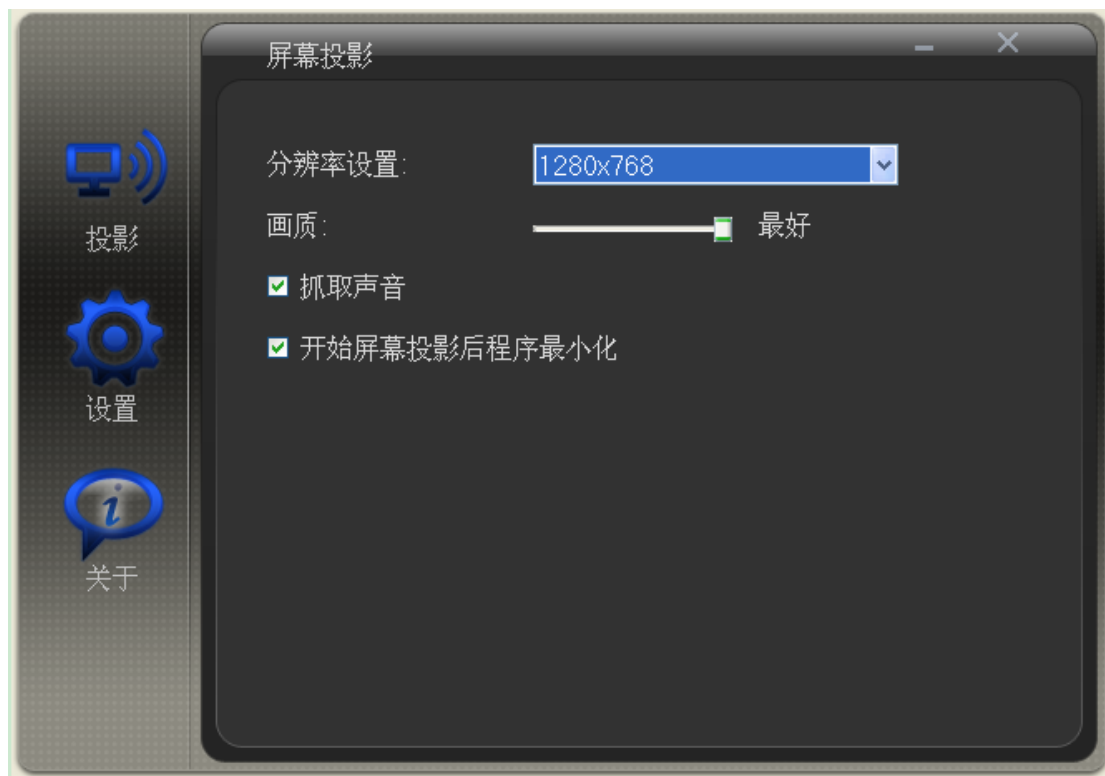 屏幕投影
分辨率设置: 1280x768
画质: 最好
抓取声音
开始屏幕投影后程序最小化
投影
设置
关于